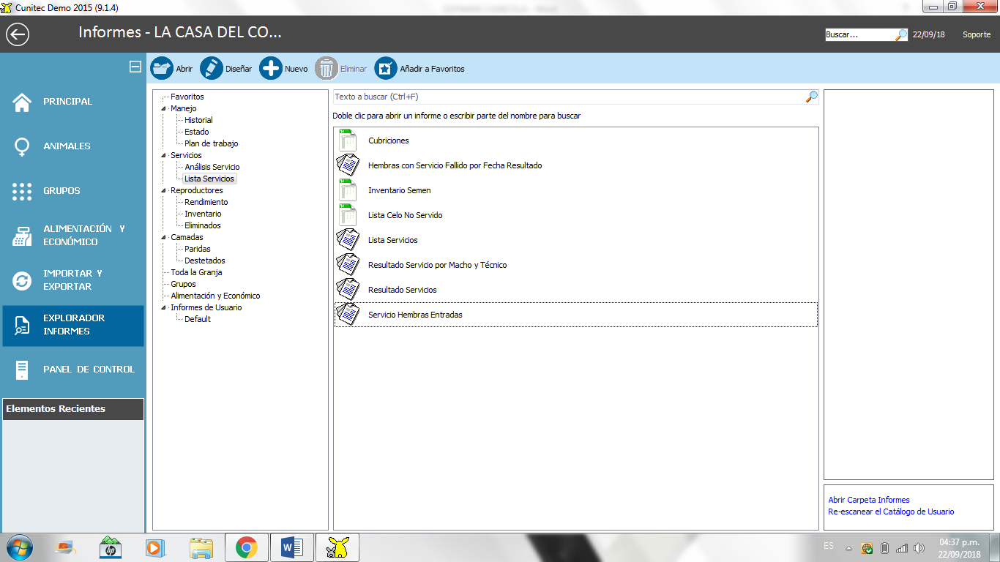 Cunitec Demo 2015 (9.1.4)
Informes - LA CASA DEL CO...
Buscar...
22/09/18
Soporte
Abrir
Diseñar
Nuevo
Eliminar
Añadir a Favoritos
PRINCIPAL
ANIMALES
GRUPOS
ALIMENTACIÓN Y
ECONÓMICO
IMPORTAR Y
EXPORTAR
EXPLORADOR
INFORMES
PANEL DE CONTROL
Elementos Recientes
Favoritos
Manejo
Historial
Estado
Plan de trabajo
Servicios
Análisis Servicio
Lista Servicios
Reproductores
Rendimiento
Inventario
Eliminados
Camadas
Paridas
Destetados
Toda la Granja
Grupos
Alimentación y Económico
Informes de Usuario
Default
Texto a buscar (Ctrl+F)
Doble clic para abrir un informe o escribir parte del nombre para buscar
Cubriciones
Hembras con Servicio Fallido por Fecha Resultado
Inventario Semen
Lista Celo No Servido
Lista Servicios
Resultado Servicio por Macho y Técnico
Resultado Servicios
Servicio Hembras Entradas
Abrir Carpeta Informes
Re-escanear el Catálogo de Usuario
hp
ES
04:37 p.m.
22/09/2018